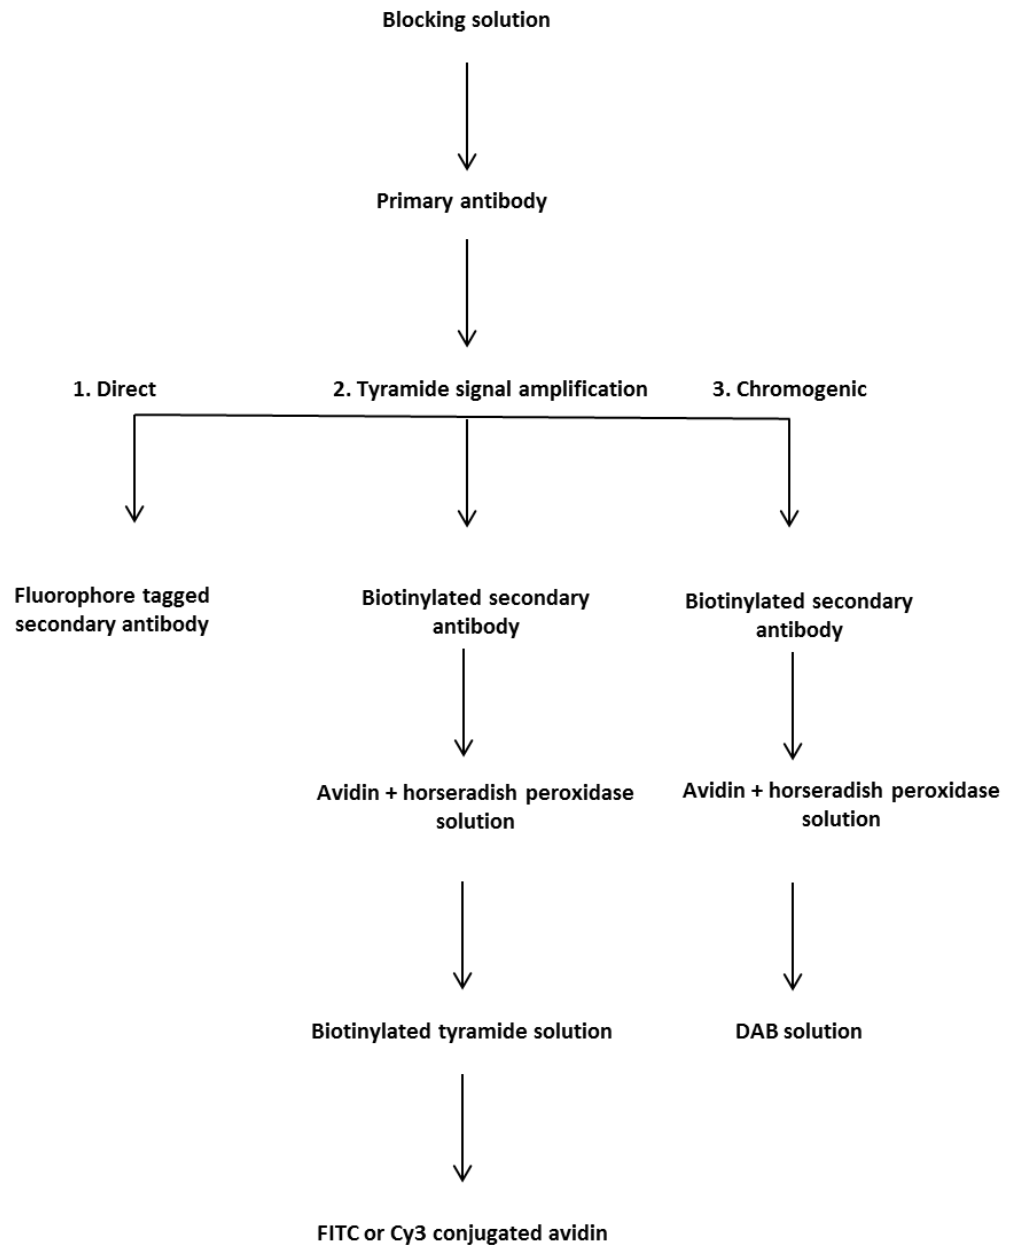 Blocking solution
Primary antibody
1. Direct
2. Tyramide signal amplification
3. Chromogenic
Fluorophore tagged
secondary antibody
Biotinylated secondary
antibody
Biotinylated secondary
antibody
Avidin + horseradish peroxidase
solution
Avidin + horseradish peroxidase
solution
Biotinylated tyramide solution
DAB solution
FITC or Cy3 conjugated avidin